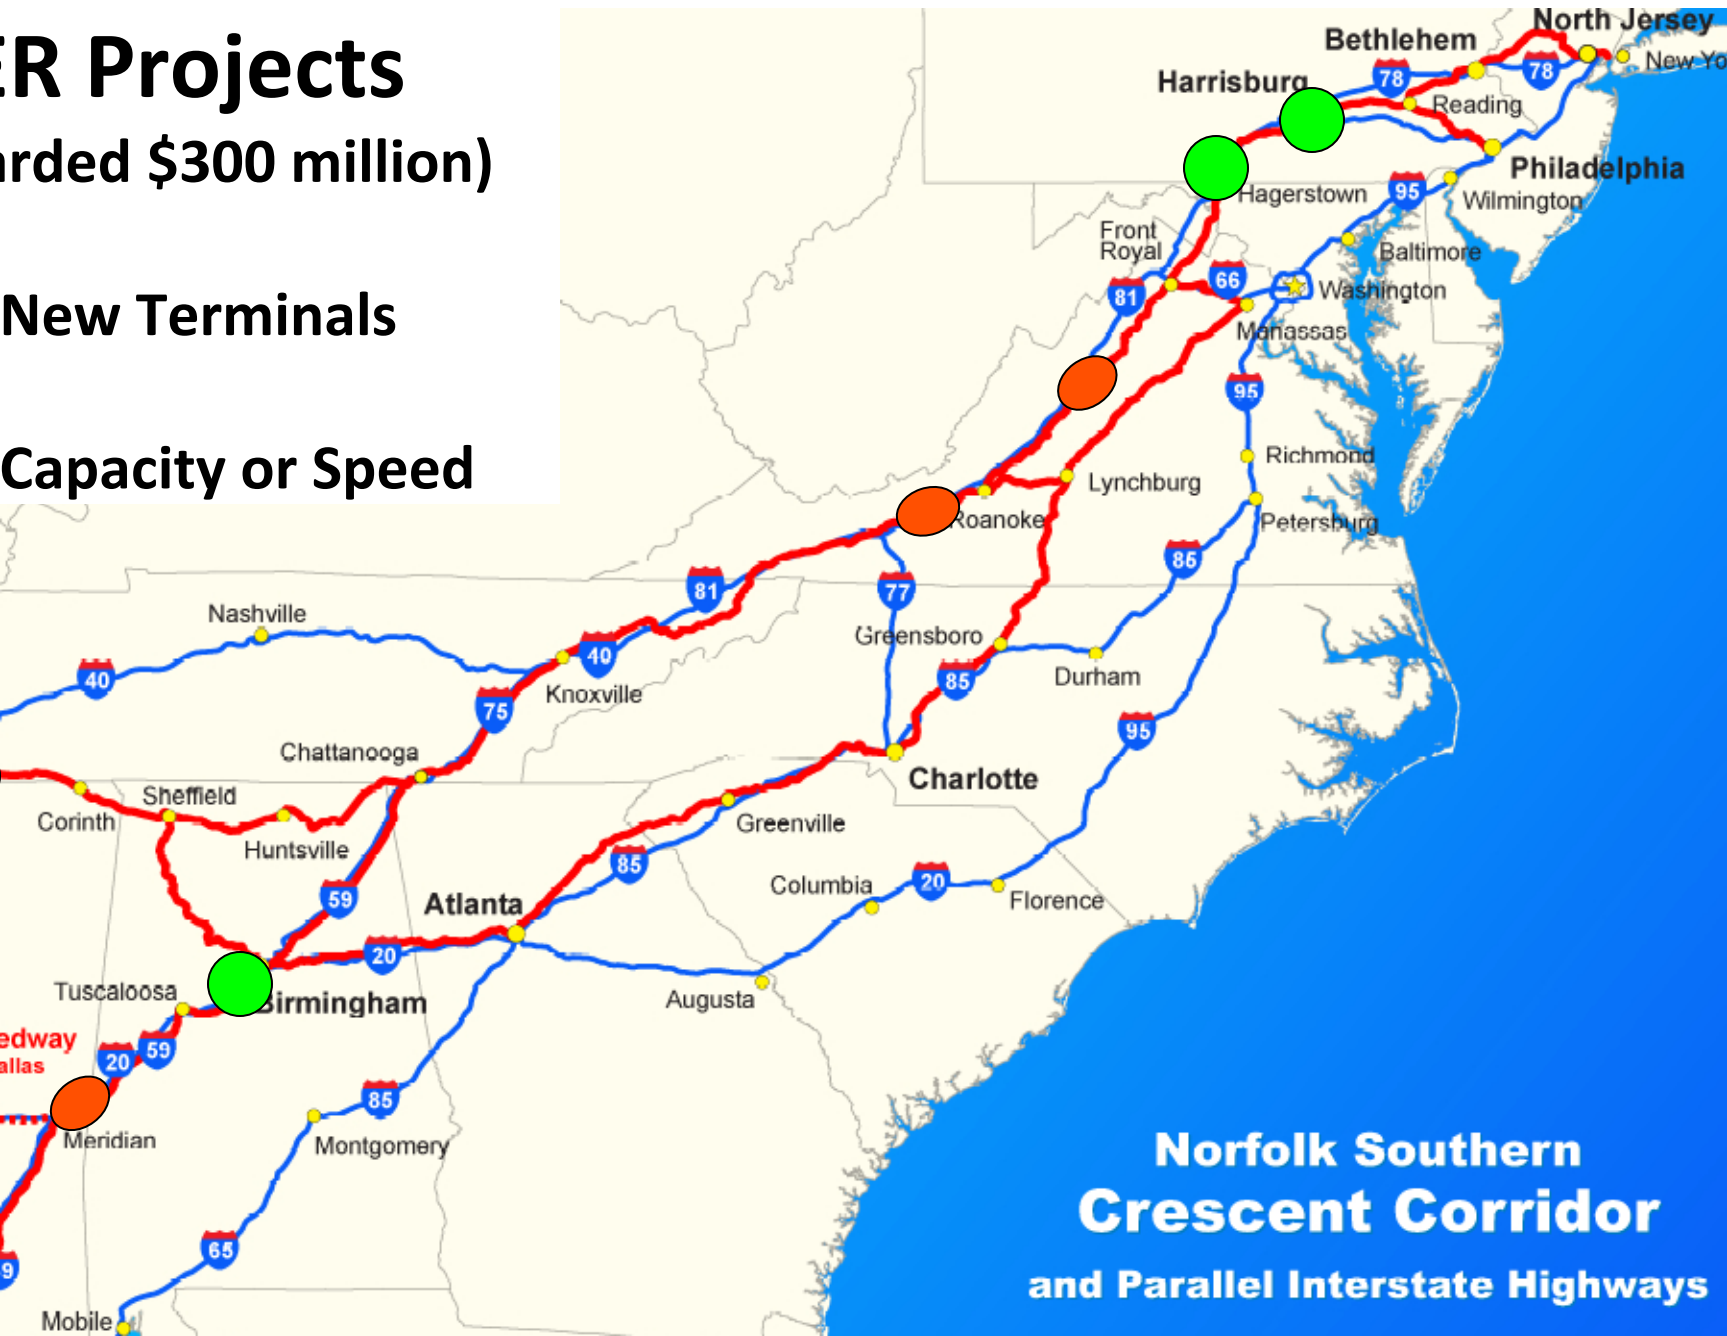 ER Projects
arded $300 million)
New Terminals
Capacity or Speed
North Jersey
Bethlehem
New Yo
Harrisburg
78
78
Reading
Philadelphia
Hagerstown
95
Wilmington
Front
Royal
Baltimore
66
81
Washington
Manassas
95
Richmond
Lynchburg
Roanoke
Petersburg
85
81
77
Nashville
Greensboro
40
40
Durham
85
Knoxville
75
95
Chattanooga
Charlotte
Sheffield
Corinth
Greenville
Huntsville
85
Columbia
20
59
Florence
Atlanta
20
Tuscaloosa
Augusta
Birmingham
edway
allas
59
20
85
Meridian
Montgomery
Norfolk Southern
Crescent Corridor
65
9
and Parallel Interstate Highways
Mobile